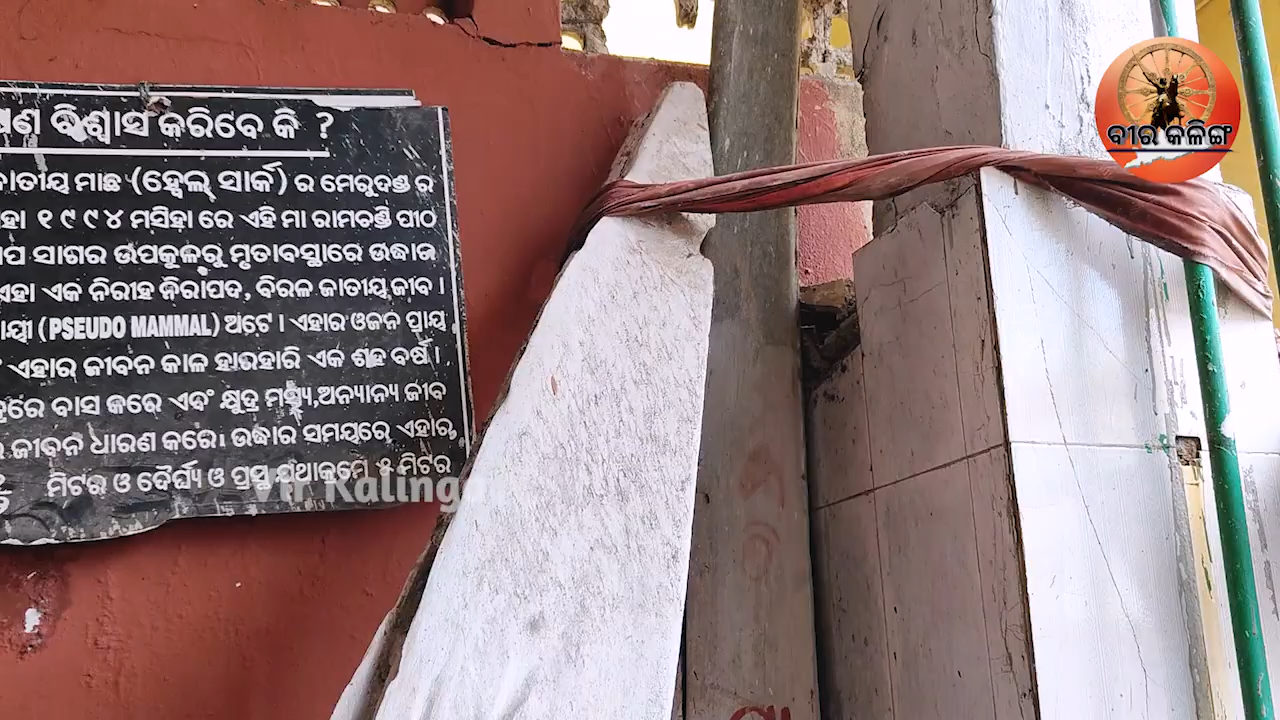 ବିଶ୍ୱାସ କରିବେ କି ?
ଜାତୀୟ ମାଛ (ହ୍ୱେଲ୍ ସାର୍କ) ର ମେରୁଦଣ୍ଡ ର
୧୯୯୪ ମସିହା ରେ ଏହି ମା ରାମଚଣ୍ଡି ପୀଠ
ସାଗର ଉପକୂଳରୁ ମୃତାବସ୍ଥାରେ ଉଦ୍ଧାର
ଏହା ଏକ ନିରୀହ ନିରାପଦ, ବିରଳ ଜାତୀୟ ଜୀବ ।
(PSEUDO MAMMAL) ଅଟେ । ଏହାର ଓଜନ ପ୍ରାୟ
ଏହାର ଜୀବନ କାଳ ହାରାହାରି ଏକ ଶହ ବର୍ଷ ।
ବାସ କରେ ଏବଂ କ୍ଷୁଦ୍ର ମତ୍ସ୍ୟ, ଅନ୍ୟାନ୍ୟ ଜୀବ
ଜୀବନ ଧାରଣ କରେ । ଉଦ୍ଧାର ସମୟରେ ଏହାର
ମିଟର ଓ ଦୈର୍ଘ୍ୟ ଓ ପ୍ରସ୍ଥ ଯଥାକ୍ରମେ ୫ ମିଟର
Vir Kalinga
ବୀର କଳିଙ୍ଗ